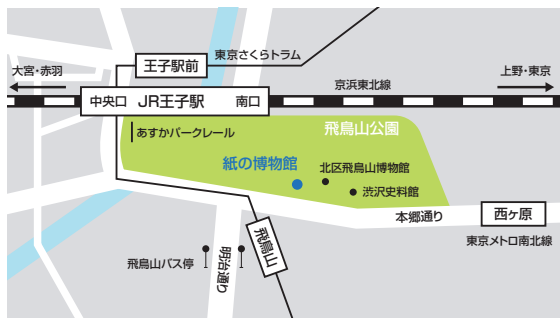 東京さくらトラム
王子駅前
大宮・赤羽
上野・東京
京浜東北線
中央口
JR王子駅
南口
あすかパークレール
飛鳥山公園
紙の博物館
北区飛鳥山博物館
渋沢史料館
本郷通り
西ヶ原
東京メトロ南北線
飛鳥山
明治通り
飛鳥山バス停